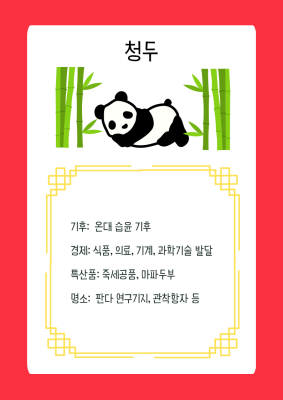 청두
기후: 온대 습윤 기후
경제: 식품, 의료, 기계, 과학기술 발달
특산품: 죽세공품, 마파두부
명소: 판다 연구기지, 관착항자 등